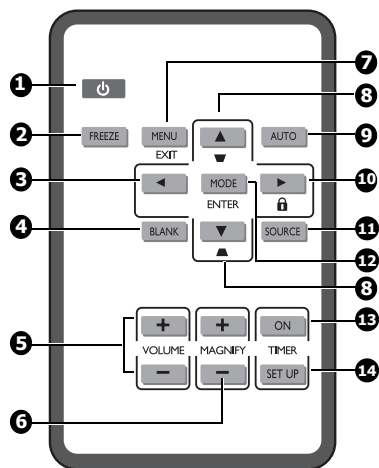 1
7
8
2
FREEZE
MENU
AUTO
9
EXIT
3
MODE
10
ENTER
4
BLANK
SOURCE
11
12
8
5
+
+
ON
13
VOLUME
MAGNIFY
TIMER
−
−
SET UP
14
6